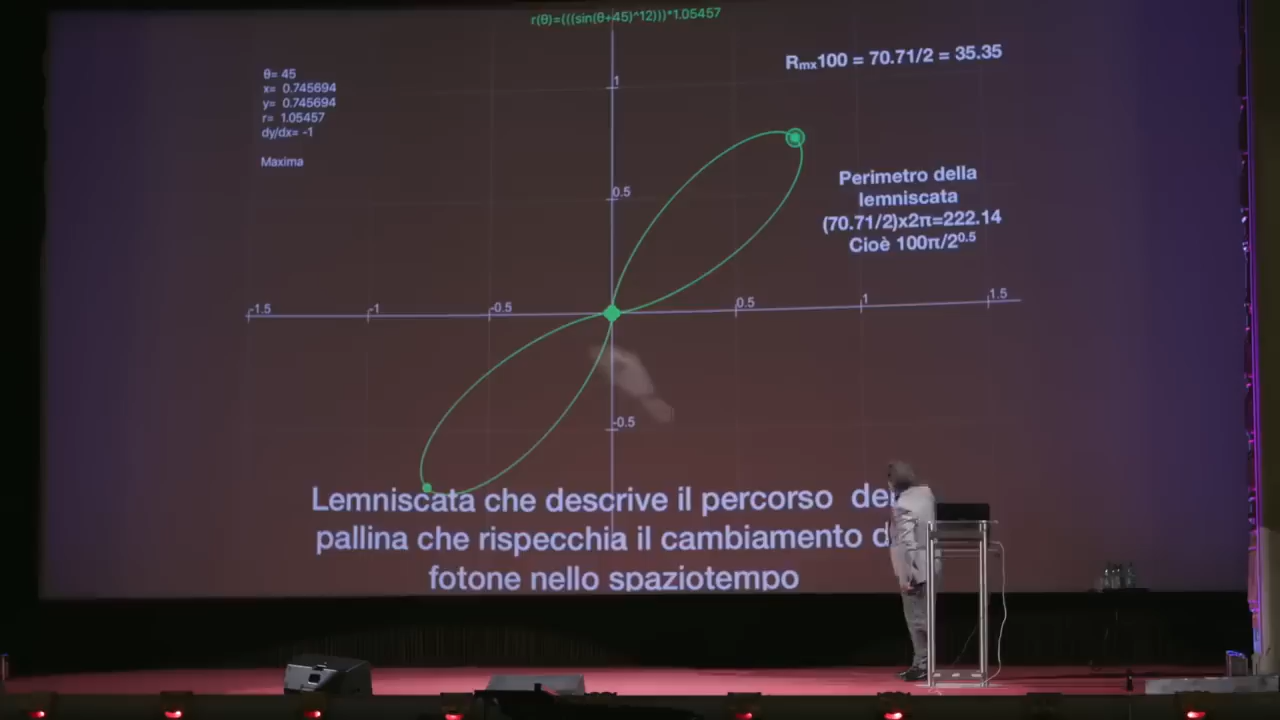 r(θ)=(((sin(θ+45)^12)))*1.05457
θ= 45
x= 0.745694
y= 0.745694
r= 1.05457
dy/dx= -1
Maxima
Rmx100 = 70.71/2 = 35.35
Perimetro della
lemniscata
(70.71/2)x2π=222.14
Cioè 100π/2^0.5
1
0.5
-1.5
-1
-0.5
0.5
1
1.5
-0.5
Lemniscata che descrive il percorso
pallina che rispecchia il cambiamento
fotone nello spaziotempo